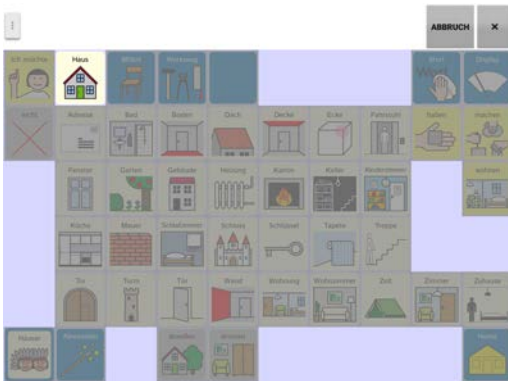 ABBRUCH ×
Ich möchte
Haus
Möbel
Werkzeug
Wort
Display
nicht
Adresse
Bad
Boden
Dach
Decke
Ecke
Fahrstuhl
halten
machen
Fenster
Garten
Gebäude
Heizung
Kamin
Keller
Kinderzimmer
wohnen
Küche
Mauer
Schlafzimmer
Schloss
Schlüssel
Tapete
Treppe
Tor
Turm
Tür
Wand
Wohnung
Wohnzimmer
Zelt
Zimmer
Zuhause
draußen
drinnen
Home